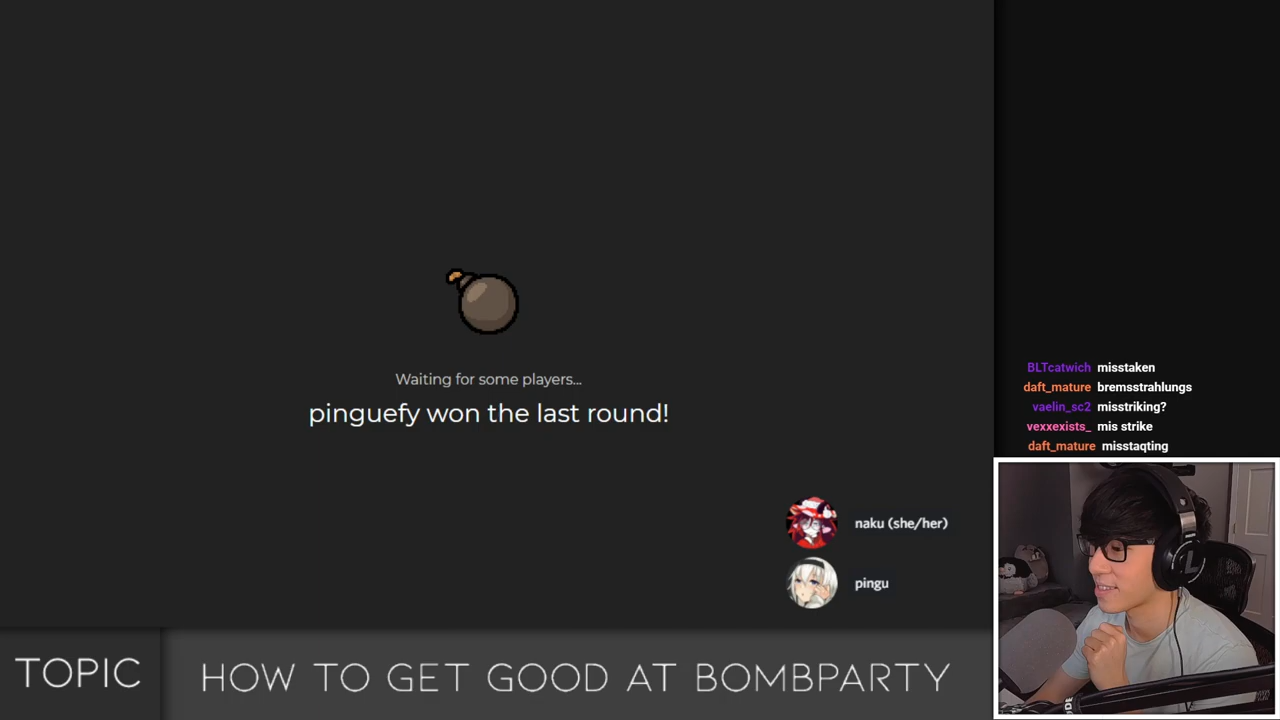 Waiting for some players...
pinguefy won the last round!
naku (she/her)
pingu
BLTcatwich misstaken
daft_mature bremsstrahlungs
vaelin_sc2 misstriking?
vexxexists_ mis strike
daft_mature misstaqting
TOPIC
HOW TO GET GOOD AT BOMBPARTY